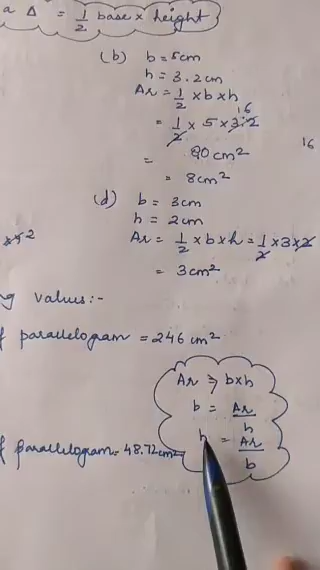 a Δ = 1/2 base x height
(b) b = 5cm
h = 3.2cm
Ar = 1/2 x b x h
= 1/2 x 5 x 3.2 16
= 80 cm²
16
= 8cm²
(d) b = 3cm
h = 2cm
Ar = 1/2 x b x h = 1/2 x 3 x 2
2
= 3cm²
ng values:-
f parallelogram = 246 cm²
Ar = b x h
b = Ar/h
h = Ar/b
f parallelogram = 48.72 cm²